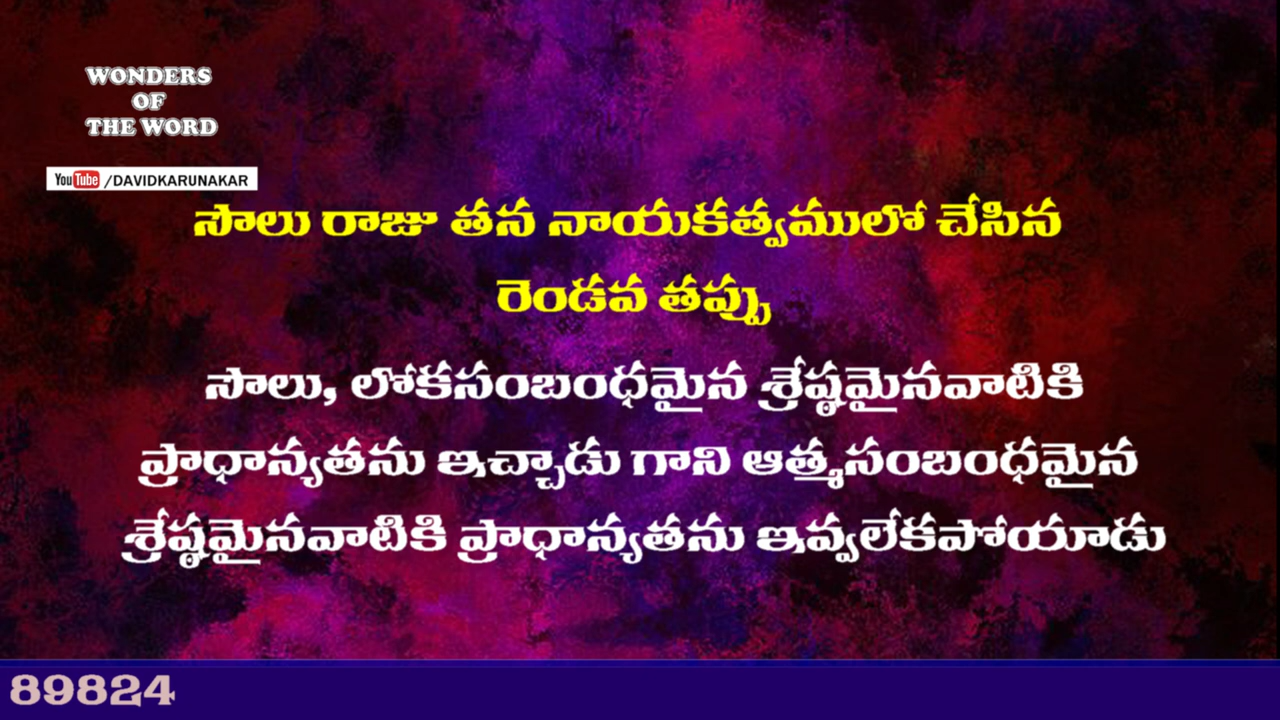 WONDERS
OF
THE WORD
YouTube /DAVIDKARUNAKAR
సౌలు రాజు తన నాయకత్వములో చేసిన
రెండవ తప్పు
సౌలు, లోకసంబంధమైన శ్రేష్ఠమైనవాటికి
ప్రాధాన్యతను ఇచ్చాడు గాని ఆత్మసంబంధమైన
శ్రేష్ఠమైనవాటికి ప్రాధాన్యతను ఇవ్వలేకపోయాడు
89824